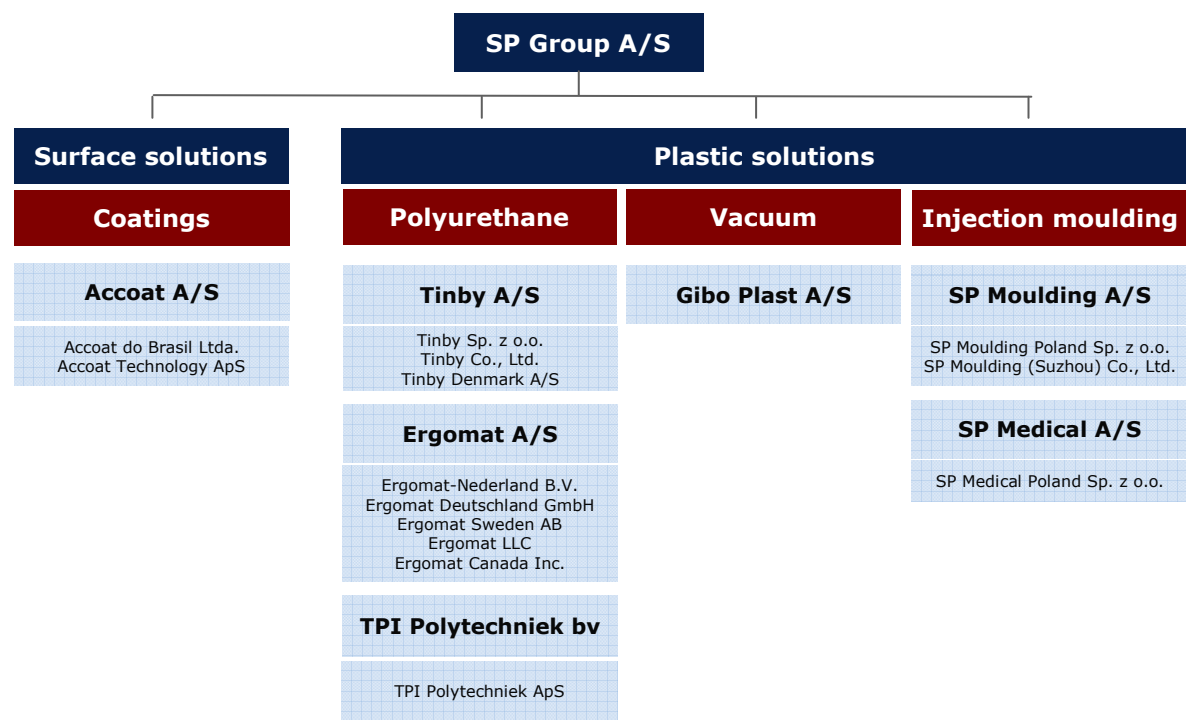 SP Group A/S
Surface solutions
Plastic solutions
Coatings
Polyurethane
Vacuum
Injection moulding
Accoat A/S
Accoat do Brasil Ltda.
Accoat Technology ApS
Tinby A/S
Tinby Sp. z o.o.
Tinby Co., Ltd.
Tinby Denmark A/S
Ergomat A/S
Ergomat-Nederland B.V.
Ergomat Deutschland GmbH
Ergomat Sweden AB
Ergomat LLC
Ergomat Canada Inc.
TPI Polytechniek bv
TPI Polytechniek ApS
Gibo Plast A/S
SP Moulding A/S
SP Moulding Poland Sp. z o.o.
SP Moulding (Suzhou) Co., Ltd.
SP Medical A/S
SP Medical Poland Sp. z o.o.